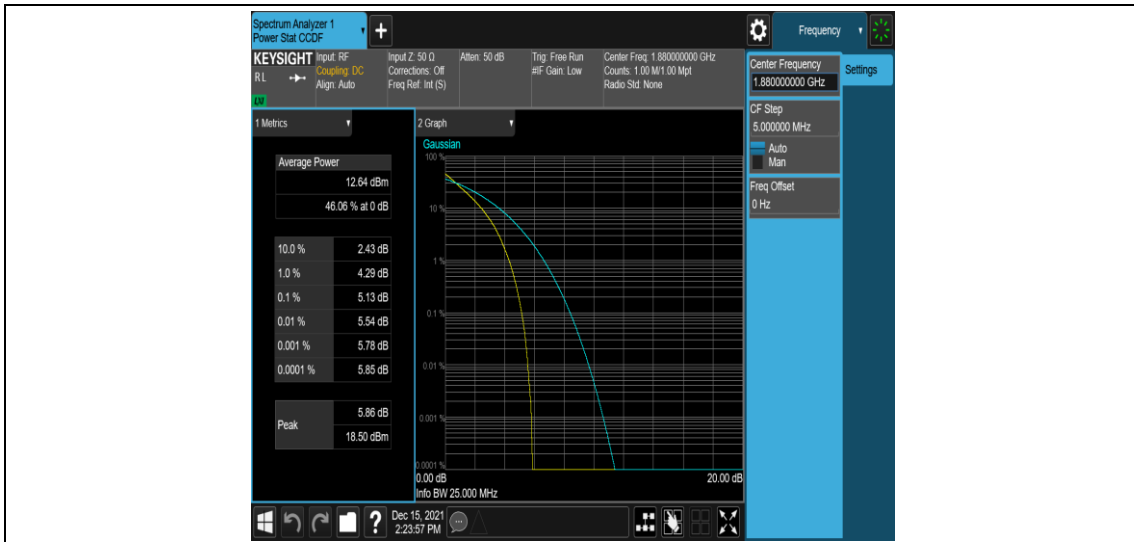 Spectrum Analyzer 1
Power Stat CCDF
+
Frequency
KEYSIGHT
RL
LXI
Input: RF
Coupling: DC
Align: Auto
Input Z: 50 Ω
Corrections: Off
Freq Ref: Int (S)
Atten: 50 dB
Trig: Free Run
#IF Gain: Low
Center Freq: 1.880000000 GHz
Counts: 1.00 M/1.00 Mpt
Radio Std: None
Center Frequency
1.880000000 GHz
Settings
CF Step
5.000000 MHz
Auto
Man
Freq Offset
0 Hz
1 Metrics
Average Power
12.64 dBm
46.06 % at 0 dB
10.0 % 2.43 dB
1.0 % 4.29 dB
0.1 % 5.13 dB
0.01 % 5.54 dB
0.001 % 5.78 dB
0.0001 % 5.85 dB
Peak
5.86 dB
18.50 dBm
2 Graph
Gaussian
100 %
10 %
1 %
0.1 %
0.01 %
0.001 %
0.0001 %
0.00 dB 20.00 dB
Info BW 25.000 MHz
?
Dec 15, 2021
2:23:57 PM